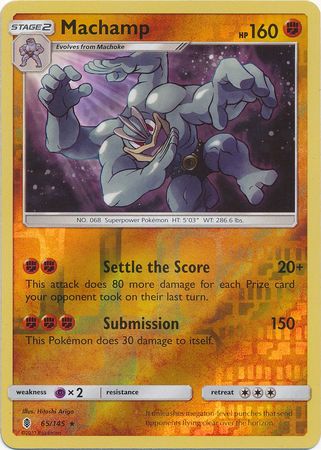 STAGE 2
Machamp
HP 160
Evolves from Machoke
NO. 068 Superpower Pokémon HT: 5'03" WT: 286.6 lbs.
Settle the Score 20+
This attack does 80 more damage for each Prize card
your opponent took on their last turn.
Submission 150
This Pokémon does 30 damage to itself.
weakness ×2 resistance retreat
Illus. Hitoshi Ariga
65/145 ★
It unleashes megaton-level punches that send
opponents flying clear over the horizon.
©2017 Pokémon